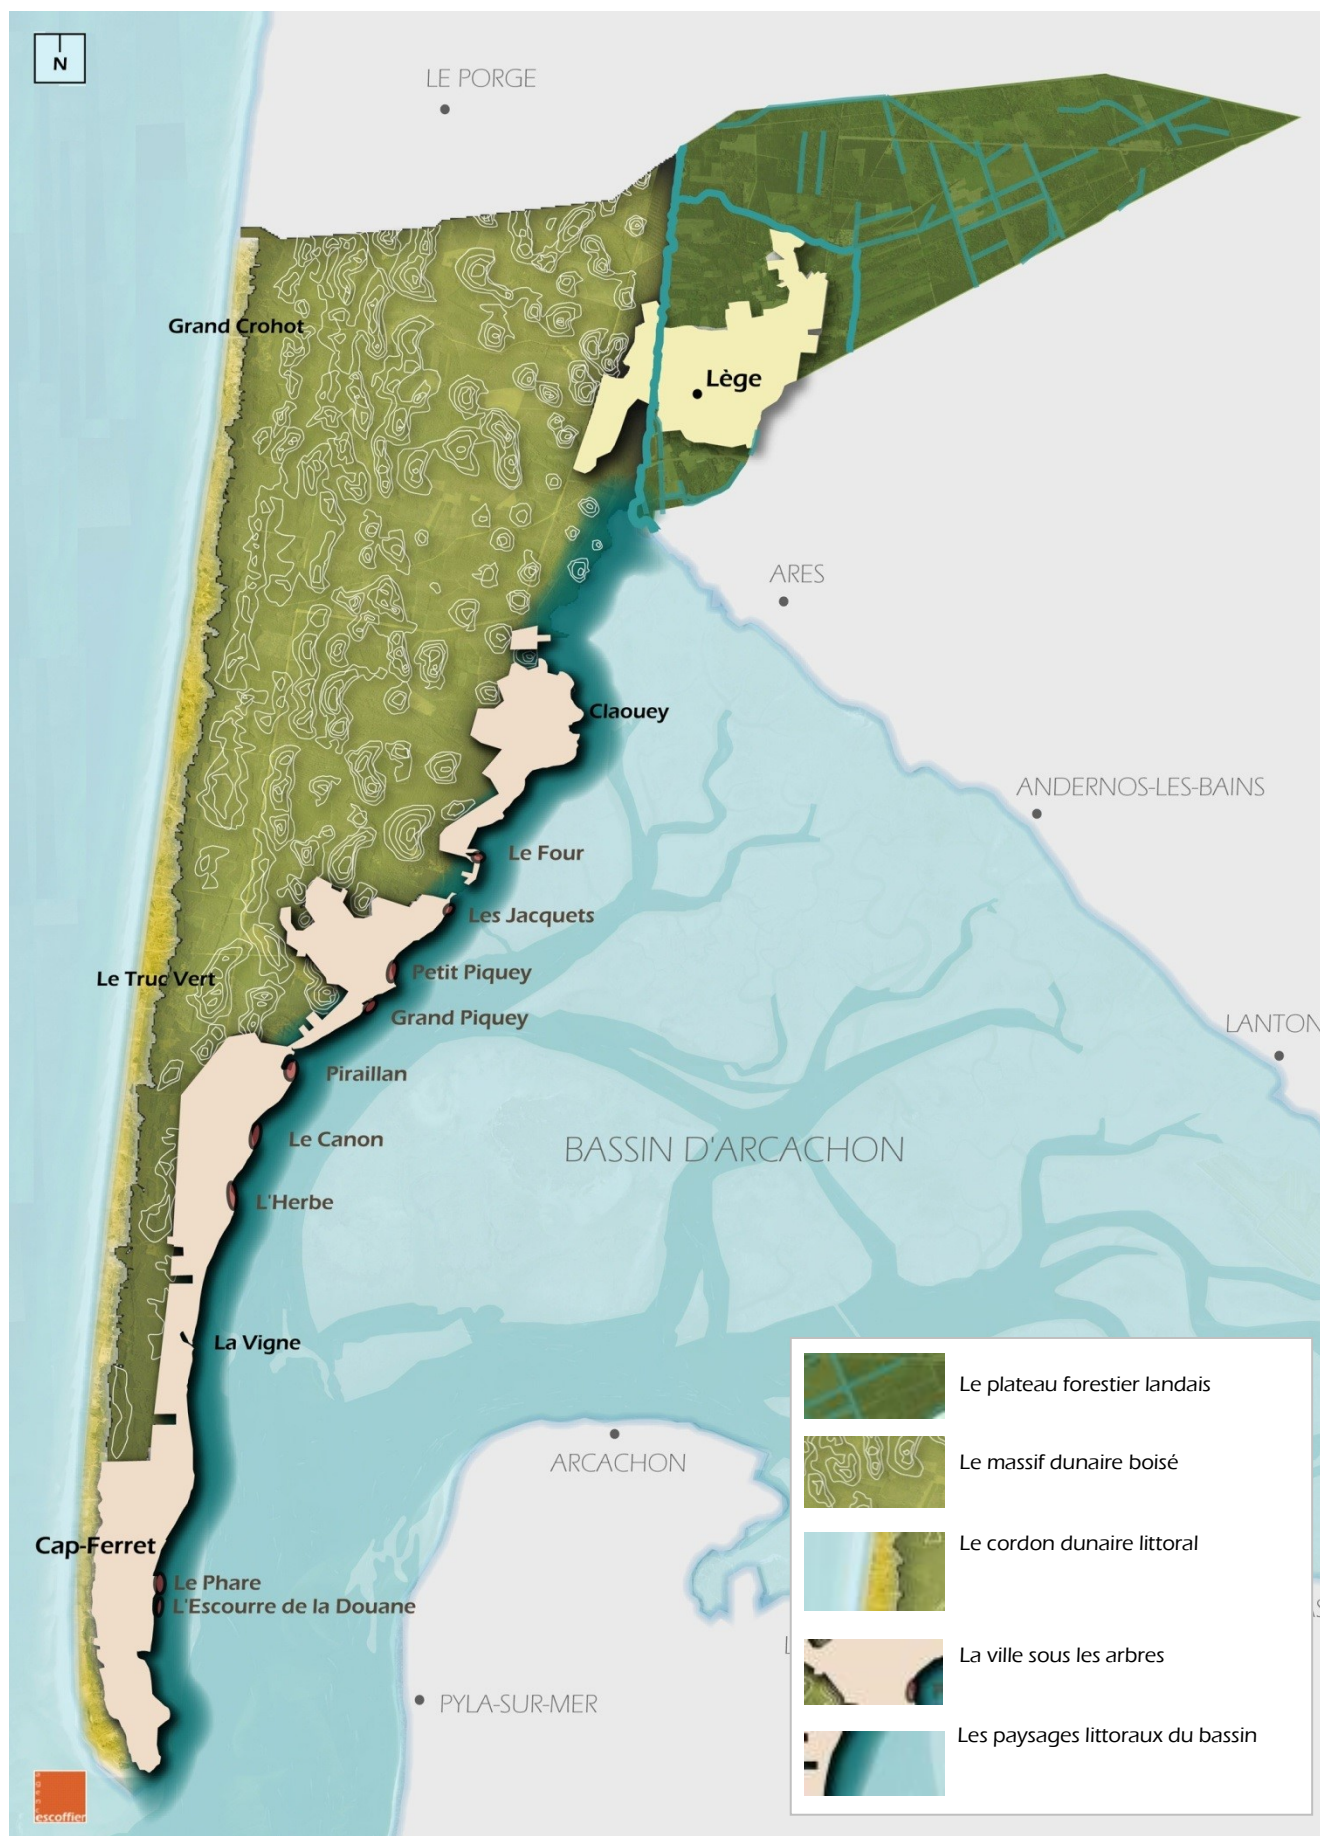 N
LE PORGE
Grand Crohot
Lège
ARES
Claouey
ANDERNOS-LES-BAINS
Le Four
Les Jacquets
Le Truc Vert
Petit Piquey
Grand Piquey
LANTON
Piraillan
Le Canon
BASSIN D'ARCACHON
L'Herbe
La Vigne
Le plateau forestier landais
ARCACHON
Le massif dunaire boisé
Cap-Ferret
Le cordon dunaire littoral
Le Phare
L'Escourre de la Douane
La ville sous les arbres
PYLA-SUR-MER
Les paysages littoraux du bassin
agence
escoffier